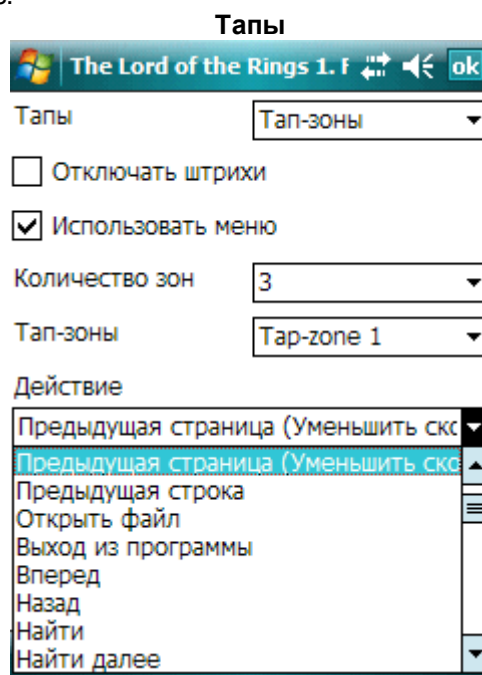 Тапы
The Lord of the Rings 1. F ok
Тапы Тап-зоны
Отключать штрихи
Использовать меню
Количество зон 3
Тап-зоны Tap-zone 1
Действие
Предыдущая страница (Уменьшить ско
Предыдущая страница (Уменьшить ско
Предыдущая строка
Открыть файл
Выход из программы
Вперед
Назад
Найти
Найти далее